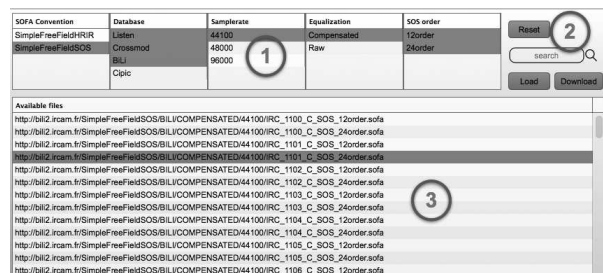 SOFA Convention Database Samplerate Equalization SOS order
SimpleFreeFieldHRIR Listen 44100 Compensated 12order
SimpleFreeFieldSOS Crossmod 48000 Raw 24order
BiLi 96000
Cipic
1
Reset
2
search
Load Download
Available files
http://bili2.ircam.fr/SimpleFreeFieldSOS/BILI/COMPENSATED/44100/IRC_1100_C_SOS_12order.sofa
http://bili2.ircam.fr/SimpleFreeFieldSOS/BILI/COMPENSATED/44100/IRC_1100_C_SOS_24order.sofa
http://bili2.ircam.fr/SimpleFreeFieldSOS/BILI/COMPENSATED/44100/IRC_1101_C_SOS_12order.sofa
http://bili2.ircam.fr/SimpleFreeFieldSOS/BILI/COMPENSATED/44100/IRC_1101_C_SOS_24order.sofa
http://bili2.ircam.fr/SimpleFreeFieldSOS/BILI/COMPENSATED/44100/IRC_1102_C_SOS_12order.sofa
http://bili2.ircam.fr/SimpleFreeFieldSOS/BILI/COMPENSATED/44100/IRC_1102_C_SOS_24order.sofa
http://bili2.ircam.fr/SimpleFreeFieldSOS/BILI/COMPENSATED/44100/IRC_1103_C_SOS_12order.sofa
http://bili2.ircam.fr/SimpleFreeFieldSOS/BILI/COMPENSATED/44100/IRC_1103_C_SOS_24order.sofa
3
http://bili2.ircam.fr/SimpleFreeFieldSOS/BILI/COMPENSATED/44100/IRC_1104_C_SOS_12order.sofa
http://bili2.ircam.fr/SimpleFreeFieldSOS/BILI/COMPENSATED/44100/IRC_1104_C_SOS_24order.sofa
http://bili2.ircam.fr/SimpleFreeFieldSOS/BILI/COMPENSATED/44100/IRC_1105_C_SOS_12order.sofa
http://bili2.ircam.fr/SimpleFreeFieldSOS/BILI/COMPENSATED/44100/IRC_1105_C_SOS_24order.sofa
http://bili2.ircam.fr/SimpleFreeFieldSOS/BILI/COMPENSATED/44100/IRC_1106_C_SOS_12order.sofa